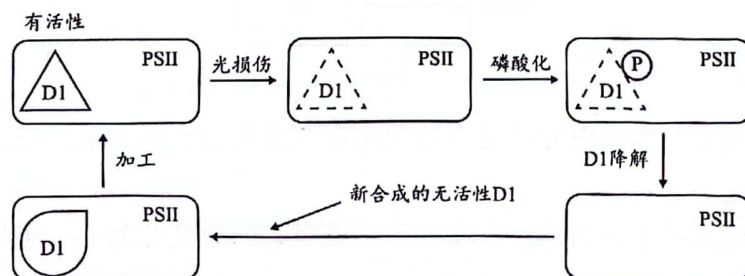 有活性
PSII
D1
光损伤
PSII
D1
磷酸化
PSII
D1
P
加工
D1降解
新合成的无活性D1
PSII
D1
PSII